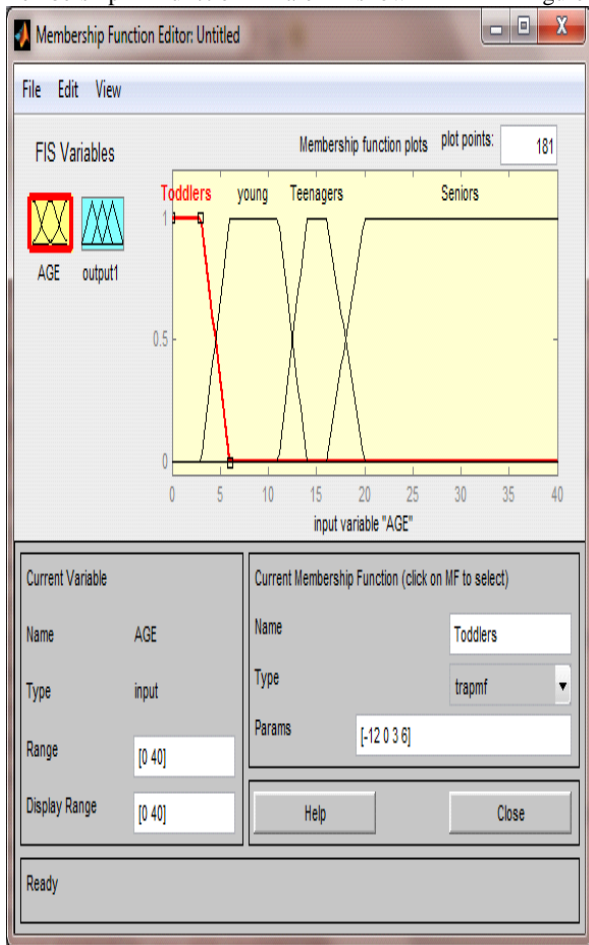 Membership Function Editor: Untitled
File Edit View
FIS Variables
Membership function plots plot points: 181
Toddlers young Teenagers Seniors
1
0.5
0
0 5 10 15 20 25 30 35 40
input variable "AGE"
AGE output1
Current Variable
Name AGE
Type input
Range [0 40]
Display Range [0 40]
Current Membership Function (click on MF to select)
Name Toddlers
Type trapmf
Params [-12 0 3 6]
Help Close
Ready